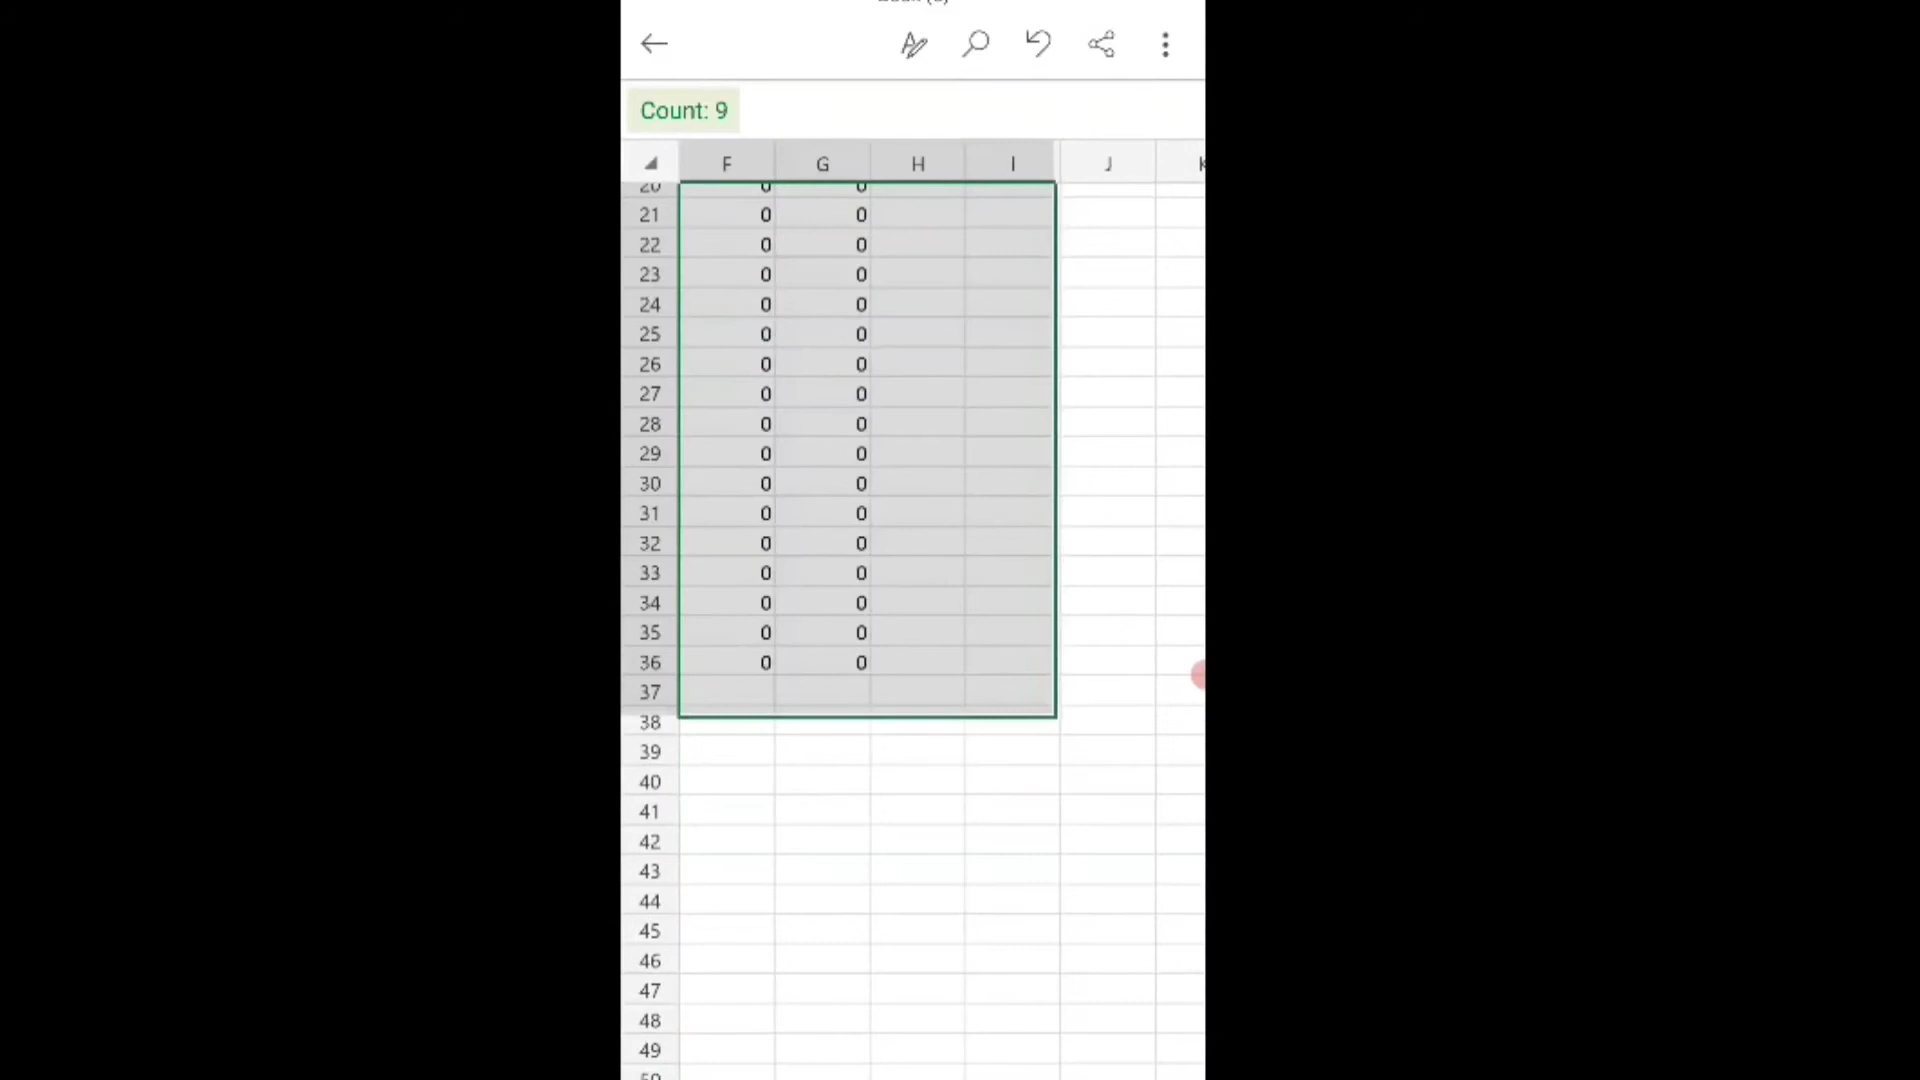 Count: 9
F G H I J K
20 0 0
21 0 0
22 0 0
23 0 0
24 0 0
25 0 0
26 0 0
27 0 0
28 0 0
29 0 0
30 0 0
31 0 0
32 0 0
33 0 0
34 0 0
35 0 0
36 0 0
37
38
39
40
41
42
43
44
45
46
47
48
49